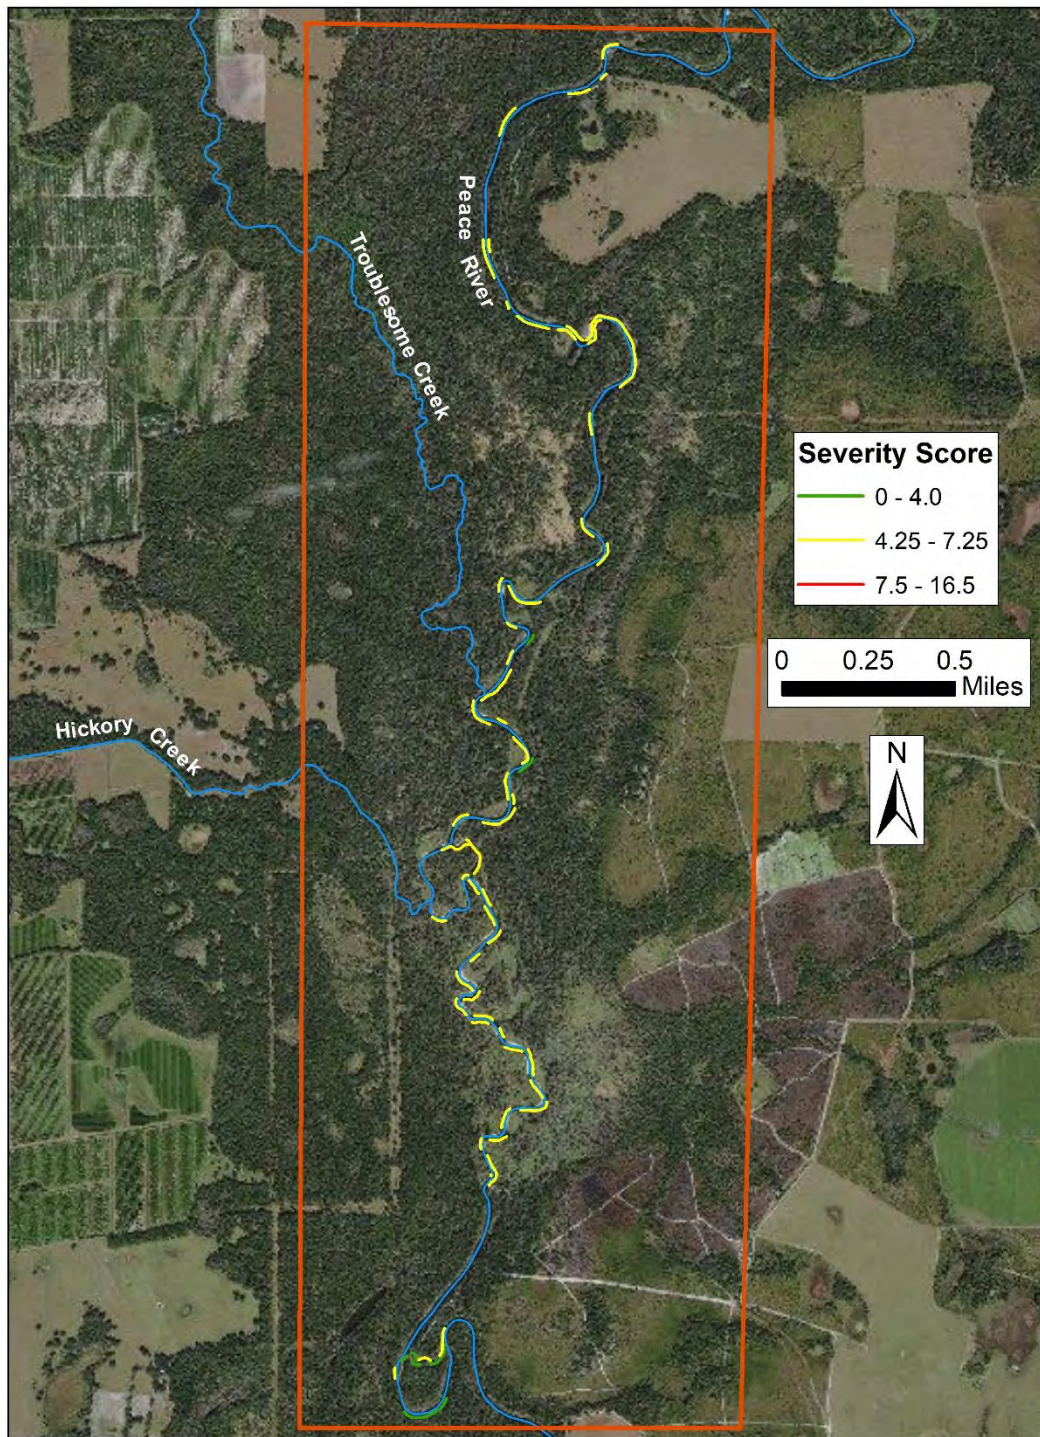 Peace River
Troublesome Creek
Severity Score
0 - 4.0
4.25 - 7.25
7.5 - 16.5
0 0.25 0.5
Miles
Hickory Creek
N